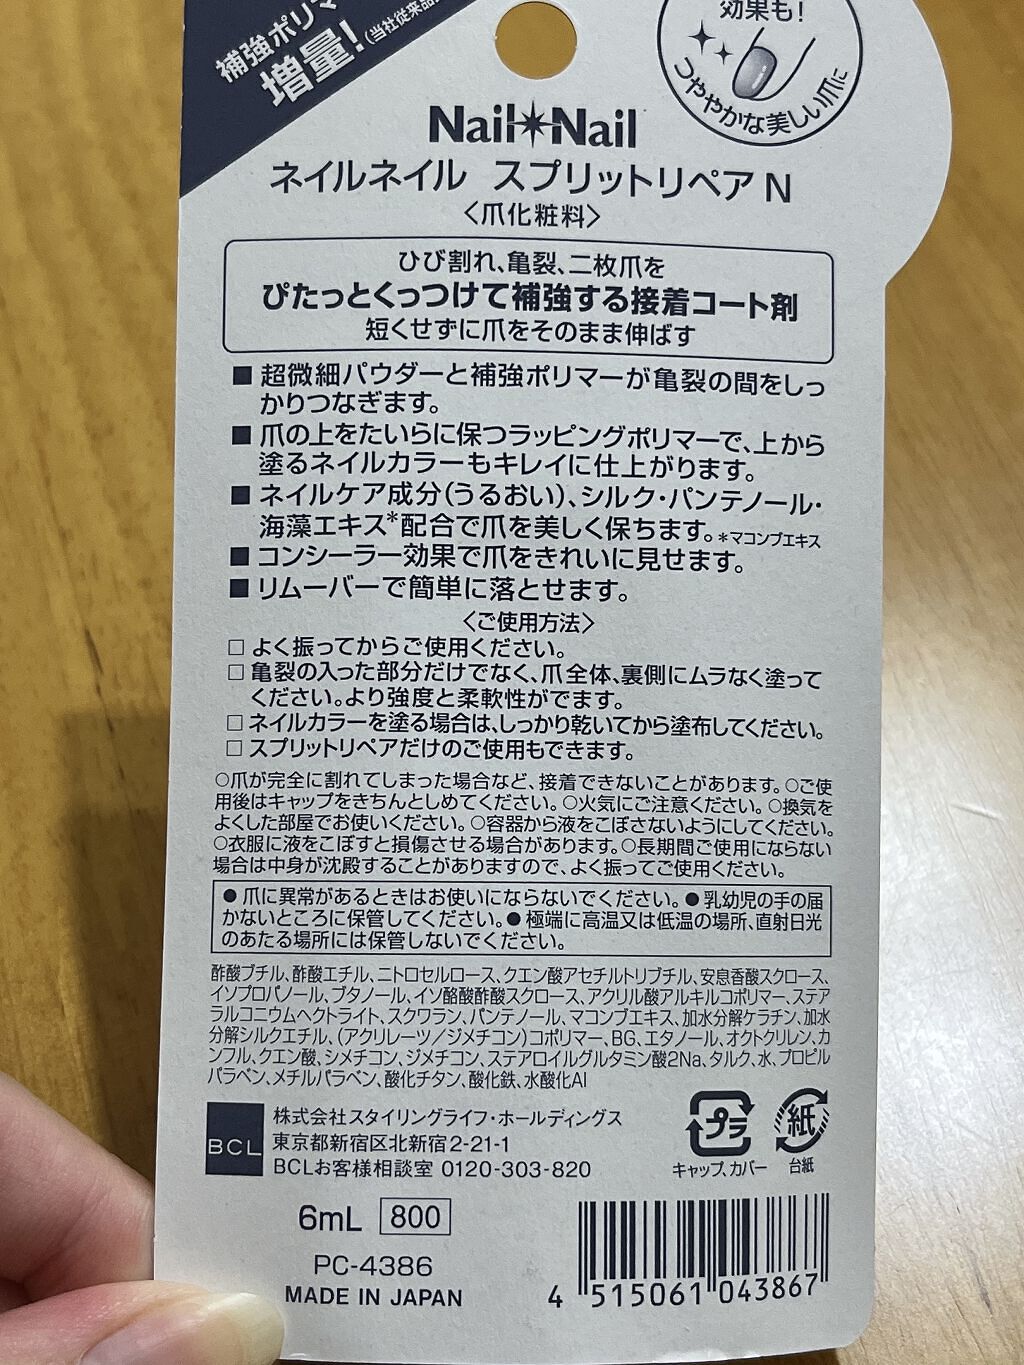 補強ポリマ
増量!
(当社従来品
効果も!
つややかな美しい爪に
Nail Nail
ネイルネイル スプリットリペア N
〈爪化粧料〉
ひび割れ、亀裂、二枚爪を
ぴたっとくっつけて補強する接着コート剤
短くせずに爪をそのまま伸ばす
■ 超微細パウダーと補強ポリマーが亀裂の間をしっ
かりつなぎます。
■ 爪の上をたいらに保つラッピングポリマーで、上から
塗るネイルカラーもキレイに仕上がります。
■ ネイルケア成分(うるおい)、シルク・パンテノール・
海藻エキス*配合で爪を美しく保ちます。*マコンブエキス
■ コンシーラー効果で爪をきれいに見せます。
■ リムーバーで簡単に落とせます。
〈ご使用方法〉
□ よく振ってからご使用ください。
□ 亀裂の入った部分だけでなく、爪全体、裏側にムラなく塗って
ください。より強度と柔軟性がでます。
□ ネイルカラーを塗る場合は、しっかり乾いてから塗布してください。
□ スプリットリペアだけのご使用もできます。
○爪が完全に割れてしまった場合など、接着できないことがあります。○ご使
用後はキャップをきちんとしめてください。○火気にご注意ください。○換気を
よくした部屋でお使いください。○容器から液をこぼさないようにしてください。
○衣服に液をこぼすと損傷させる場合があります。○長期間ご使用にならない
場合は中身が沈殿することがありますので、よく振ってご使用ください。
● 爪に異常があるときはお使いにならないでください。● 乳幼児の手の届
かないところに保管してください。● 極端に高温又は低温の場所、直射日光
のあたる場所には保管しないでください。
酢酸ブチル、酢酸エチル、ニトロセルロース、クエン酸アセチルトリブチル、安息香酸スクロース、
イソプロパノール、ブタノール、イソ酪酸酢酸スクロース、アクリル酸アルキルコポリマー、ステア
ラルコニウムヘクトライト、スクワラン、パンテノール、マコンブエキス、加水分解ケラチン、加水
分解シルクエチル、(アクリレーツ/ジメチコン)コポリマー、BG、エタノール、オクトクリレン、カ
ンフル、クエン酸、シメチコン、ジメチコン、ステアロイルグルタミン酸2Na、タルク、水、プロピル
パラベン、メチルパラベン、酸化チタン、酸化鉄、水酸化Al
BCL
株式会社スタイリングライフ・ホールディングス
東京都新宿区北新宿2-21-1
BCLお客様相談室 0120-303-820
プラ
キャップ、カバー
紙
台紙
6mL 800
PC-4386
MADE IN JAPAN
4 515061 043867